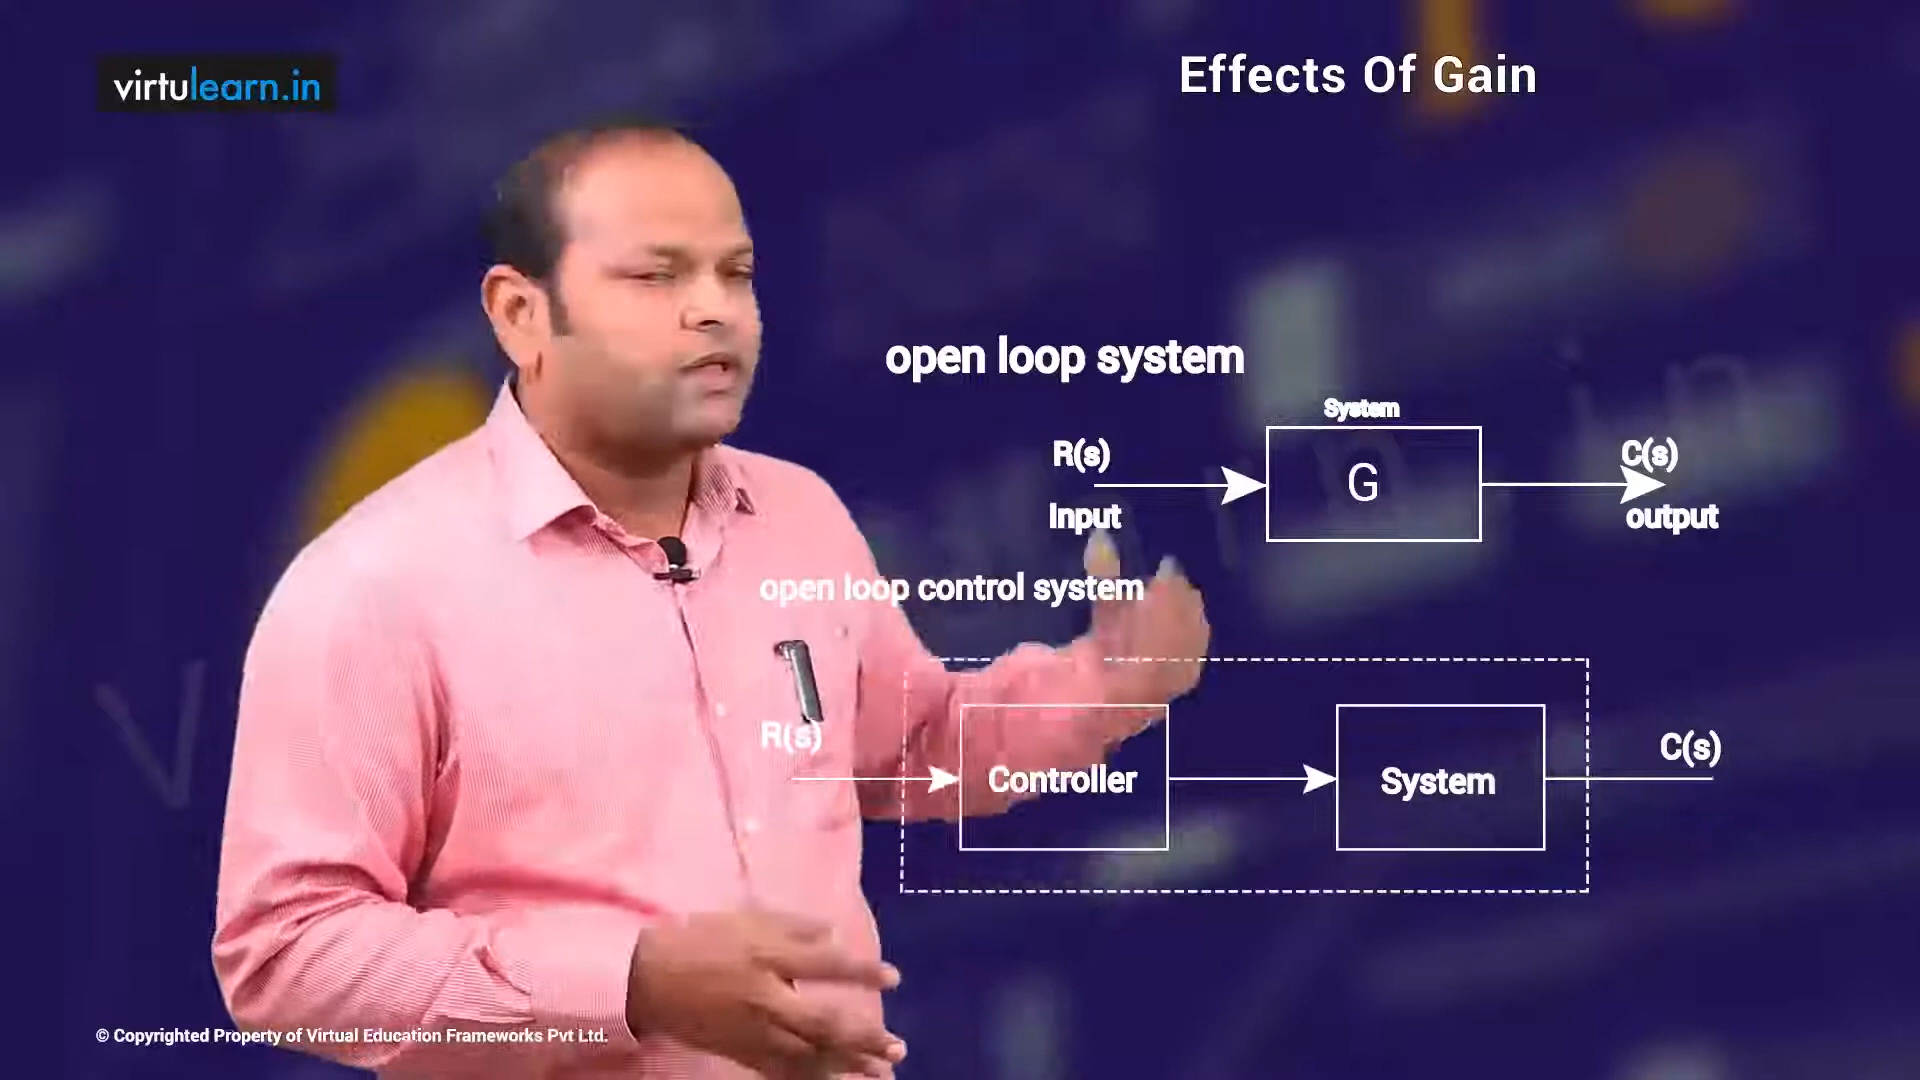 virtulearn.in
Effects Of Gain
open loop system
System
R(s)
G
C(s)
Input
output
open loop control system
R(s)
Controller
System
C(s)
© Copyrighted Property of Virtual Education Frameworks Pvt Ltd.